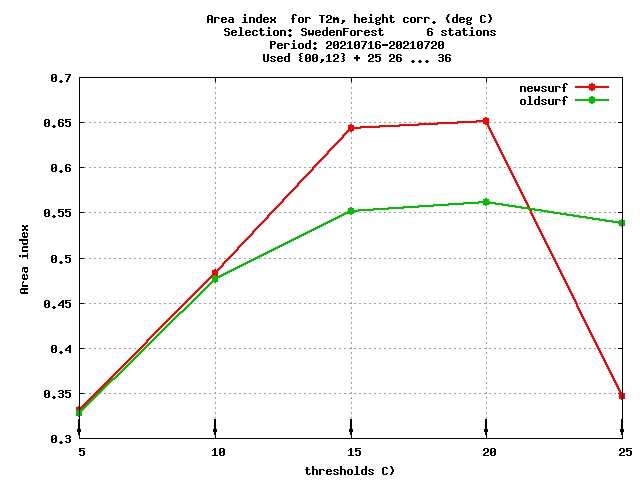 Area index  for T2m, height corr. (deg C)
Selection: SwedenForest      6 stations
Period: 20210716-20210720
Used {00,12} + 25 26 ... 36
newsurf
oldsurf
0.7
0.65
0.6
0.55
0.5
0.45
0.4
0.35
0.3
Area index
5 10 15 20 25
thresholds C)